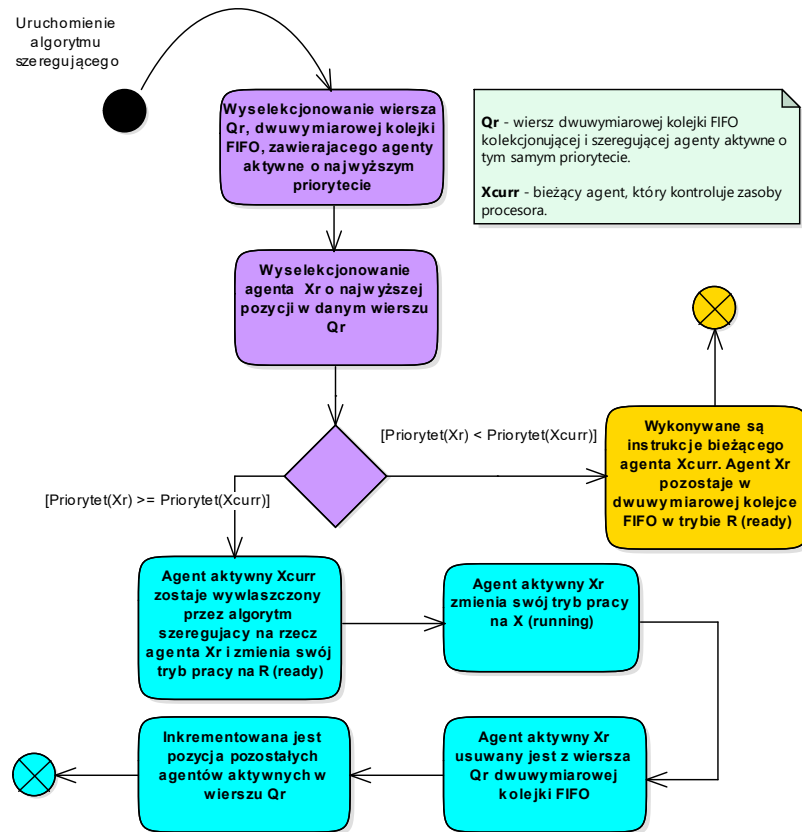 Uruchomienie
algorytmu
szeregującego
Wyselekcjonowanie wiersza
Qr, dwuwymiarowej kolejki
FIFO, zawierajacego agenty
aktywne o najwyższym
priorytecie
Qr - wiersz dwuwymiarowej kolejki FIFO
kolekcjonującej i szeregującej agenty aktywne o
tym samym priorytecie.
Xcurr - bieżący agent, który kontroluje zasoby
procesora.
Wyselekcjonowanie
agenta Xr o najwyższej
pozycji w danym wierszu
Qr
[Priorytet(Xr) < Priorytet(Xcurr)]
Wykonywane są
instrukcje bieżącego
agenta Xcurr. Agent Xr
pozostaje w
dwuwymiarowej kolejce
FIFO w trybie R (ready)
[Priorytet(Xr) >= Priorytet(Xcurr)]
Agent aktywny Xcurr
zostaje wywlaszczony
przez algorytm
szeregujacy na rzecz
agenta Xr i zmienia swój
tryb pracy na R (ready)
Agent aktywny Xr
zmienia swój tryb pracy
na X (running)
Inkrementowana jest
pozycja pozostałych
agentów aktywnych w
wierszu Qr
Agent aktywny Xr
usuwany jest z wiersza
Qr dwuwymiarowej
kolejki FIFO